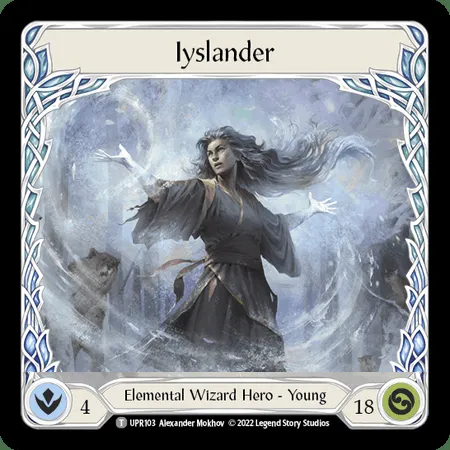 Iyslander
4
Elemental Wizard Hero - Young
18
T UPR103 Alexander Mokhov © 2022 Legend Story Studios